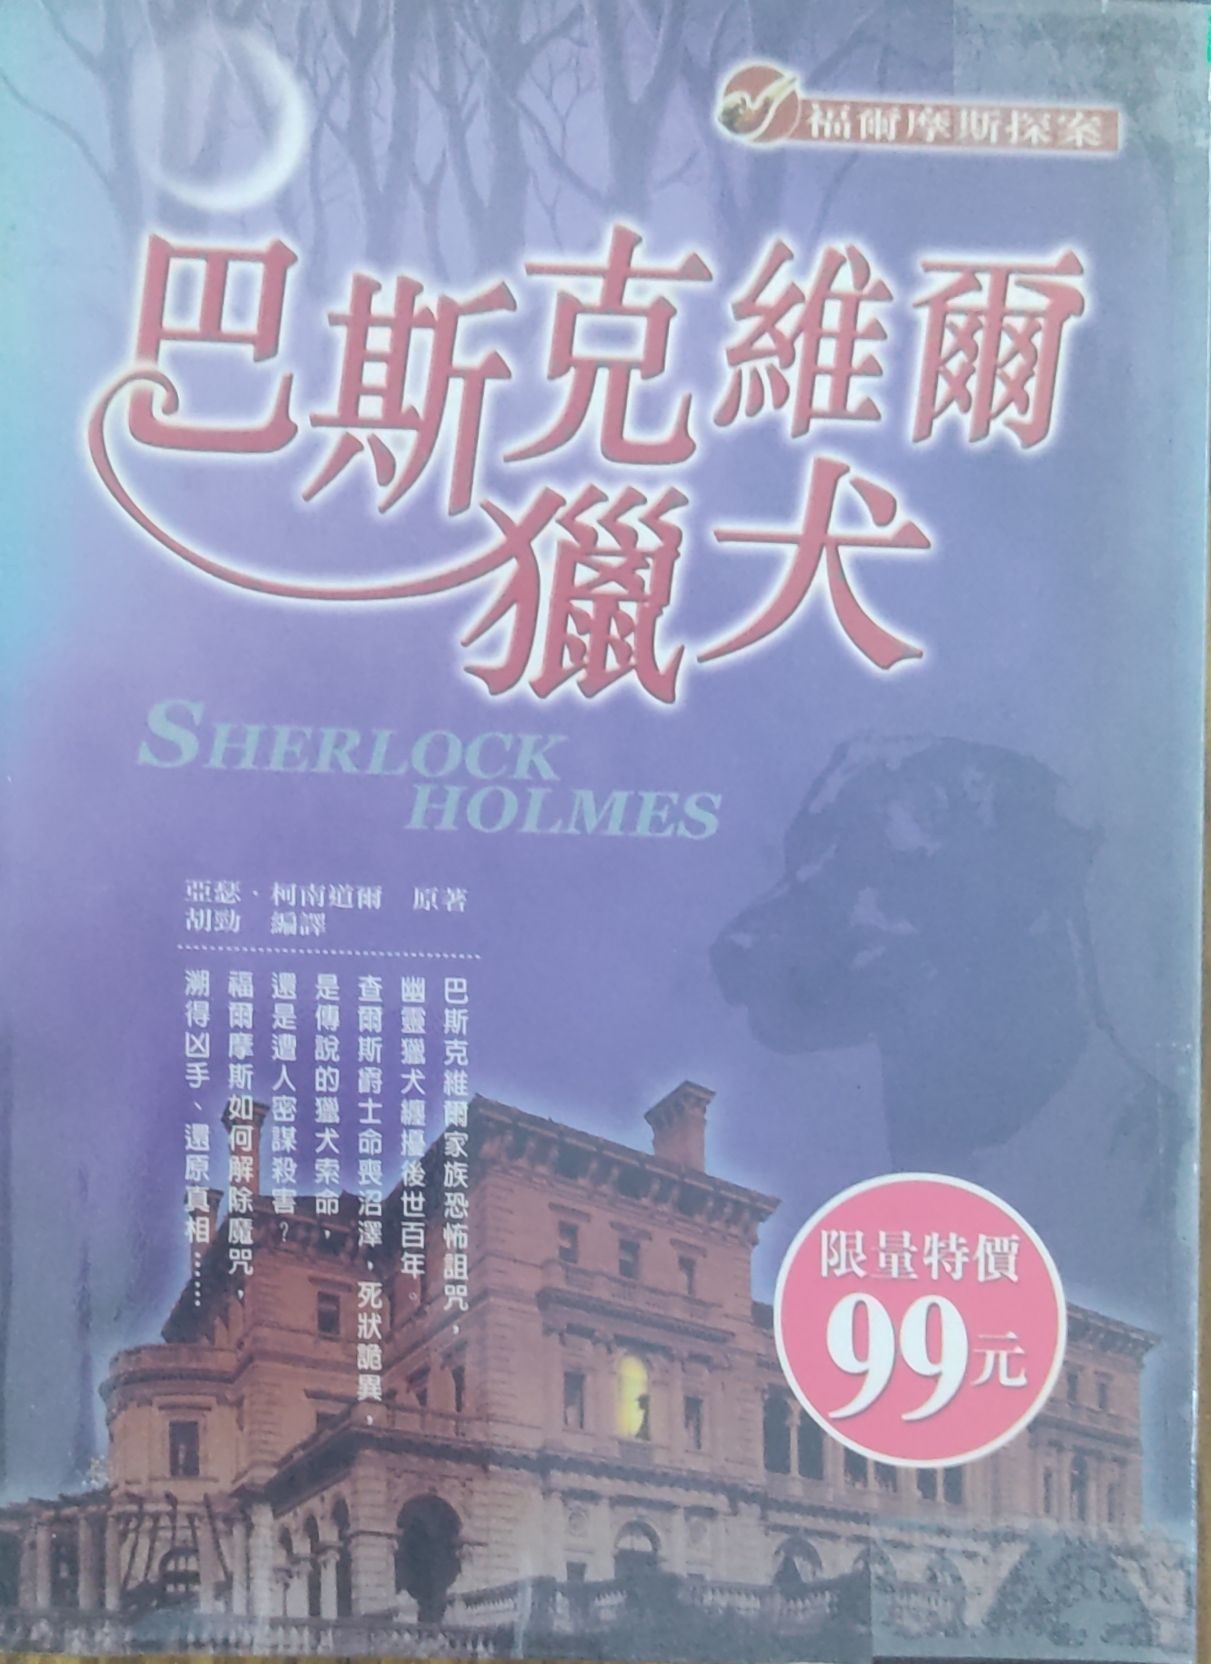 福爾摩斯探案
巴斯克維爾
獵犬
SHERLOCK
HOLMES
亞瑟．柯南道爾 原著
胡勁 編譯
巴斯克維爾家族恐怖詛咒，
幽靈獵犬纏擾後世百年。
查爾斯爵士命喪沼澤，死狀詭異，
是傳說的獵犬索命，
還是遭人密謀殺害？
福爾摩斯如何解除魔咒，
溯得凶手、還原真相……
限量特價
99元